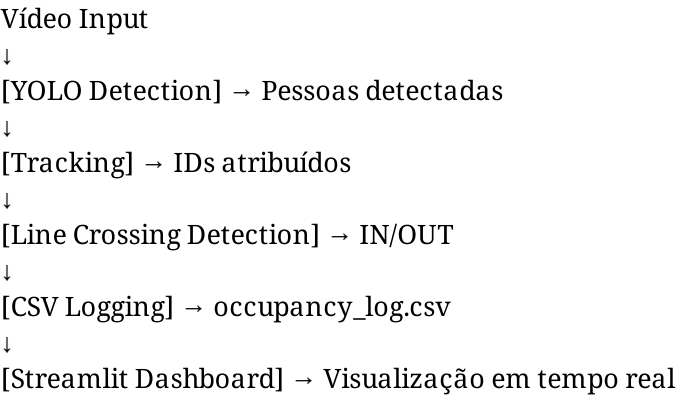 Vídeo Input
↓
[YOLO Detection] → Pessoas detectadas
↓
[Tracking] → IDs atribuídos
↓
[Line Crossing Detection] → IN/OUT
↓
[CSV Logging] → occupancy_log.csv
↓
[Streamlit Dashboard] → Visualização em tempo real